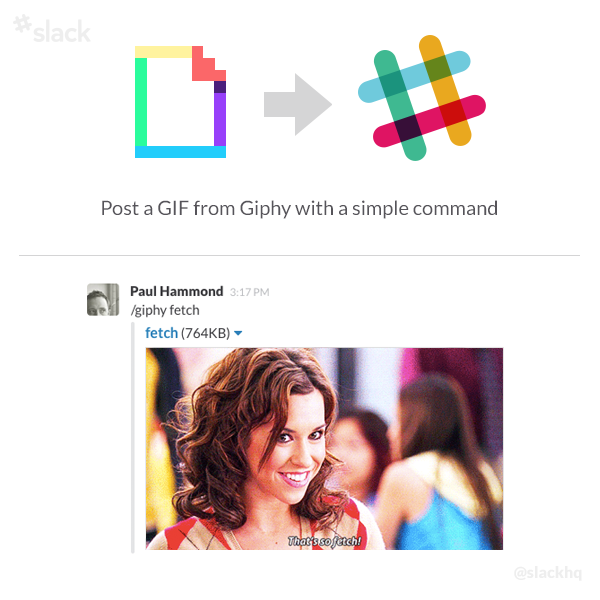 slack
Post a GIF from Giphy with a simple command
Paul Hammond 3:17 PM
/giphy fetch
fetch (764KB)
That's so fetch!
@slackhq